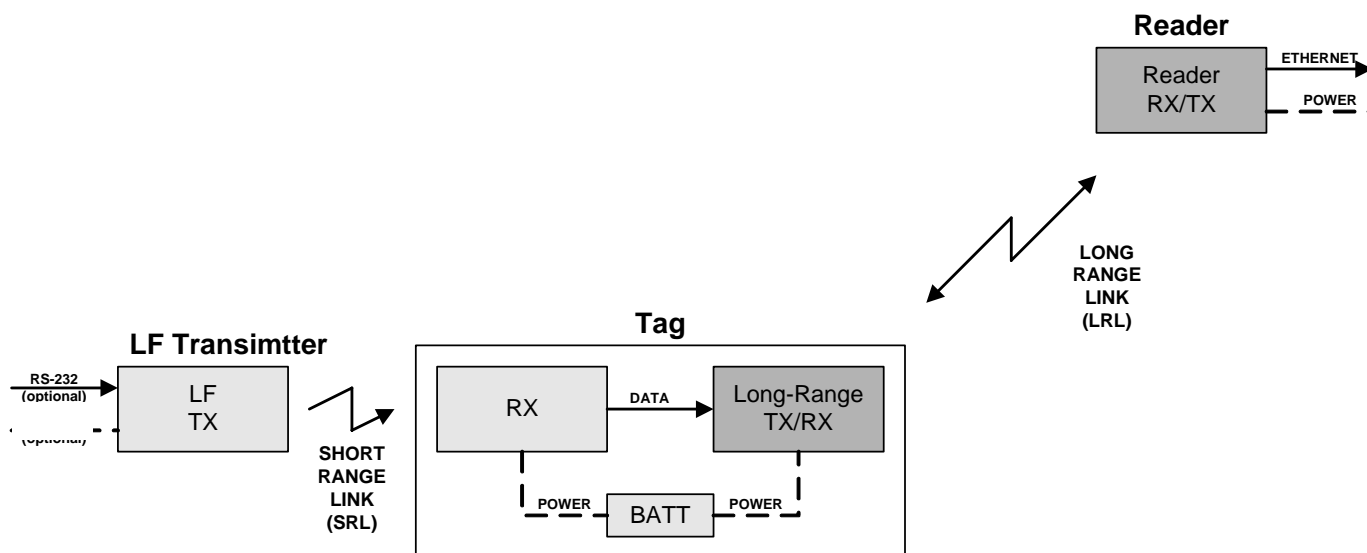 Reader
Reader
RX/TX
ETHERNET
POWER
LONG
RANGE
LINK
(LRL)
LF Transimtter
RS-232
(optional)
(optional)
LF
TX
SHORT
RANGE
LINK
(SRL)
Tag
RX
DATA
Long-Range
TX/RX
POWER
BATT
POWER